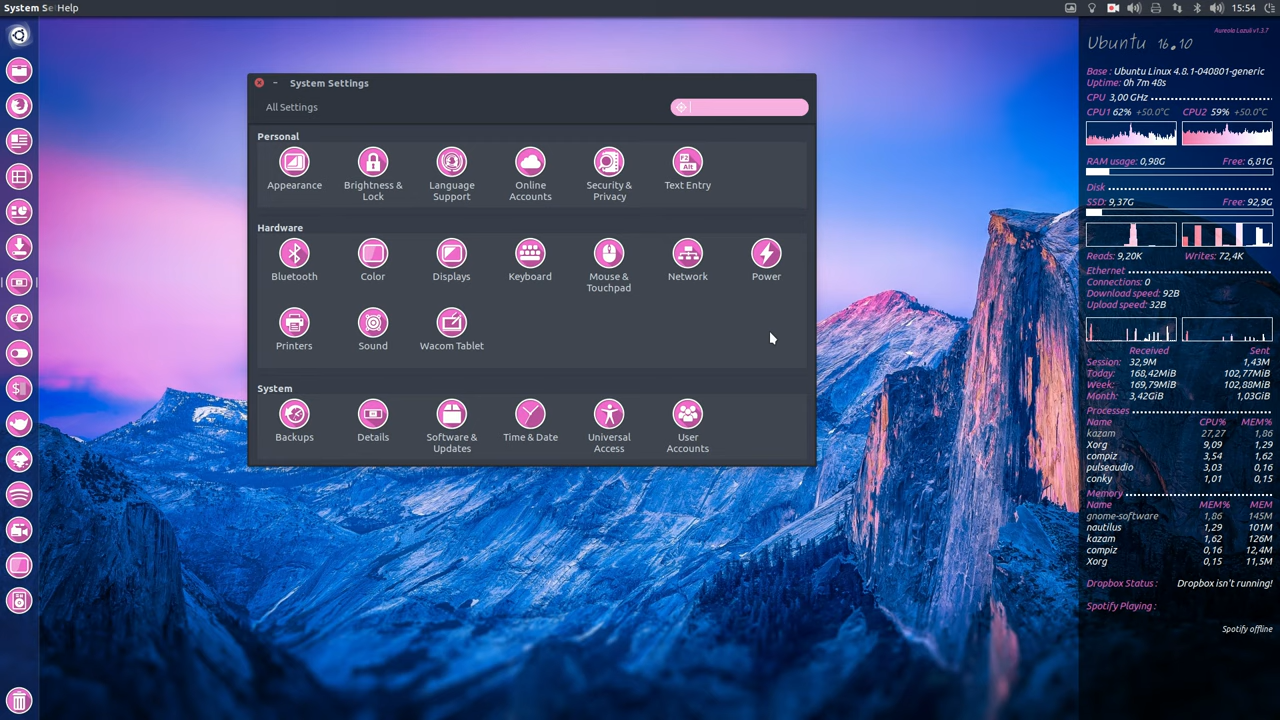 System Se Help
15:54
System Settings
All Settings
Personal
Appearance
Brightness &
Lock
Language
Support
Online
Accounts
Security &
Privacy
F2
Alt
Text Entry
Hardware
Bluetooth
Color
Displays
Keyboard
Mouse &
Touchpad
Network
Power
Printers
Sound
Wacom Tablet
System
Backups
Details
Software &
Updates
Time & Date
Universal
Access
User
Accounts
Aureola Lazuli v1.3.7
Ubuntu 16.10
Base : Ubuntu Linux 4.8.1-040801-generic
Uptime: 0h 7m 48s
CPU 3,00 GHz
CPU1 62% +50.0°C CPU2 59% +50.0°C
RAM usage: 0,98G Free: 6,81G
Disk
SSD: 9,37G Free: 92,9G
Reads: 9,20K Writes: 72,4K
Ethernet
Connections: 0
Download speed: 92B
Upload speed: 32B
Received Sent
Session: 32,9M 1,43M
Today: 168,42MiB 102,77MiB
Week: 169,79MiB 102,88MiB
Month: 3,42GiB 1,03GiB
Processes
Name CPU% MEM%
kazam 27,27 1,86
Xorg 9,09 1,29
compiz 3,54 1,62
pulseaudio 3,03 0,16
conky 1,01 0,15
Memory
Name MEM% MEM
gnome-software 1,86 145M
nautilus 1,29 101M
kazam 1,62 126M
compiz 0,16 12,4M
Xorg 0,15 11,5M
Dropbox Status : Dropbox isn't running!
Spotify Playing :
Spotify offline